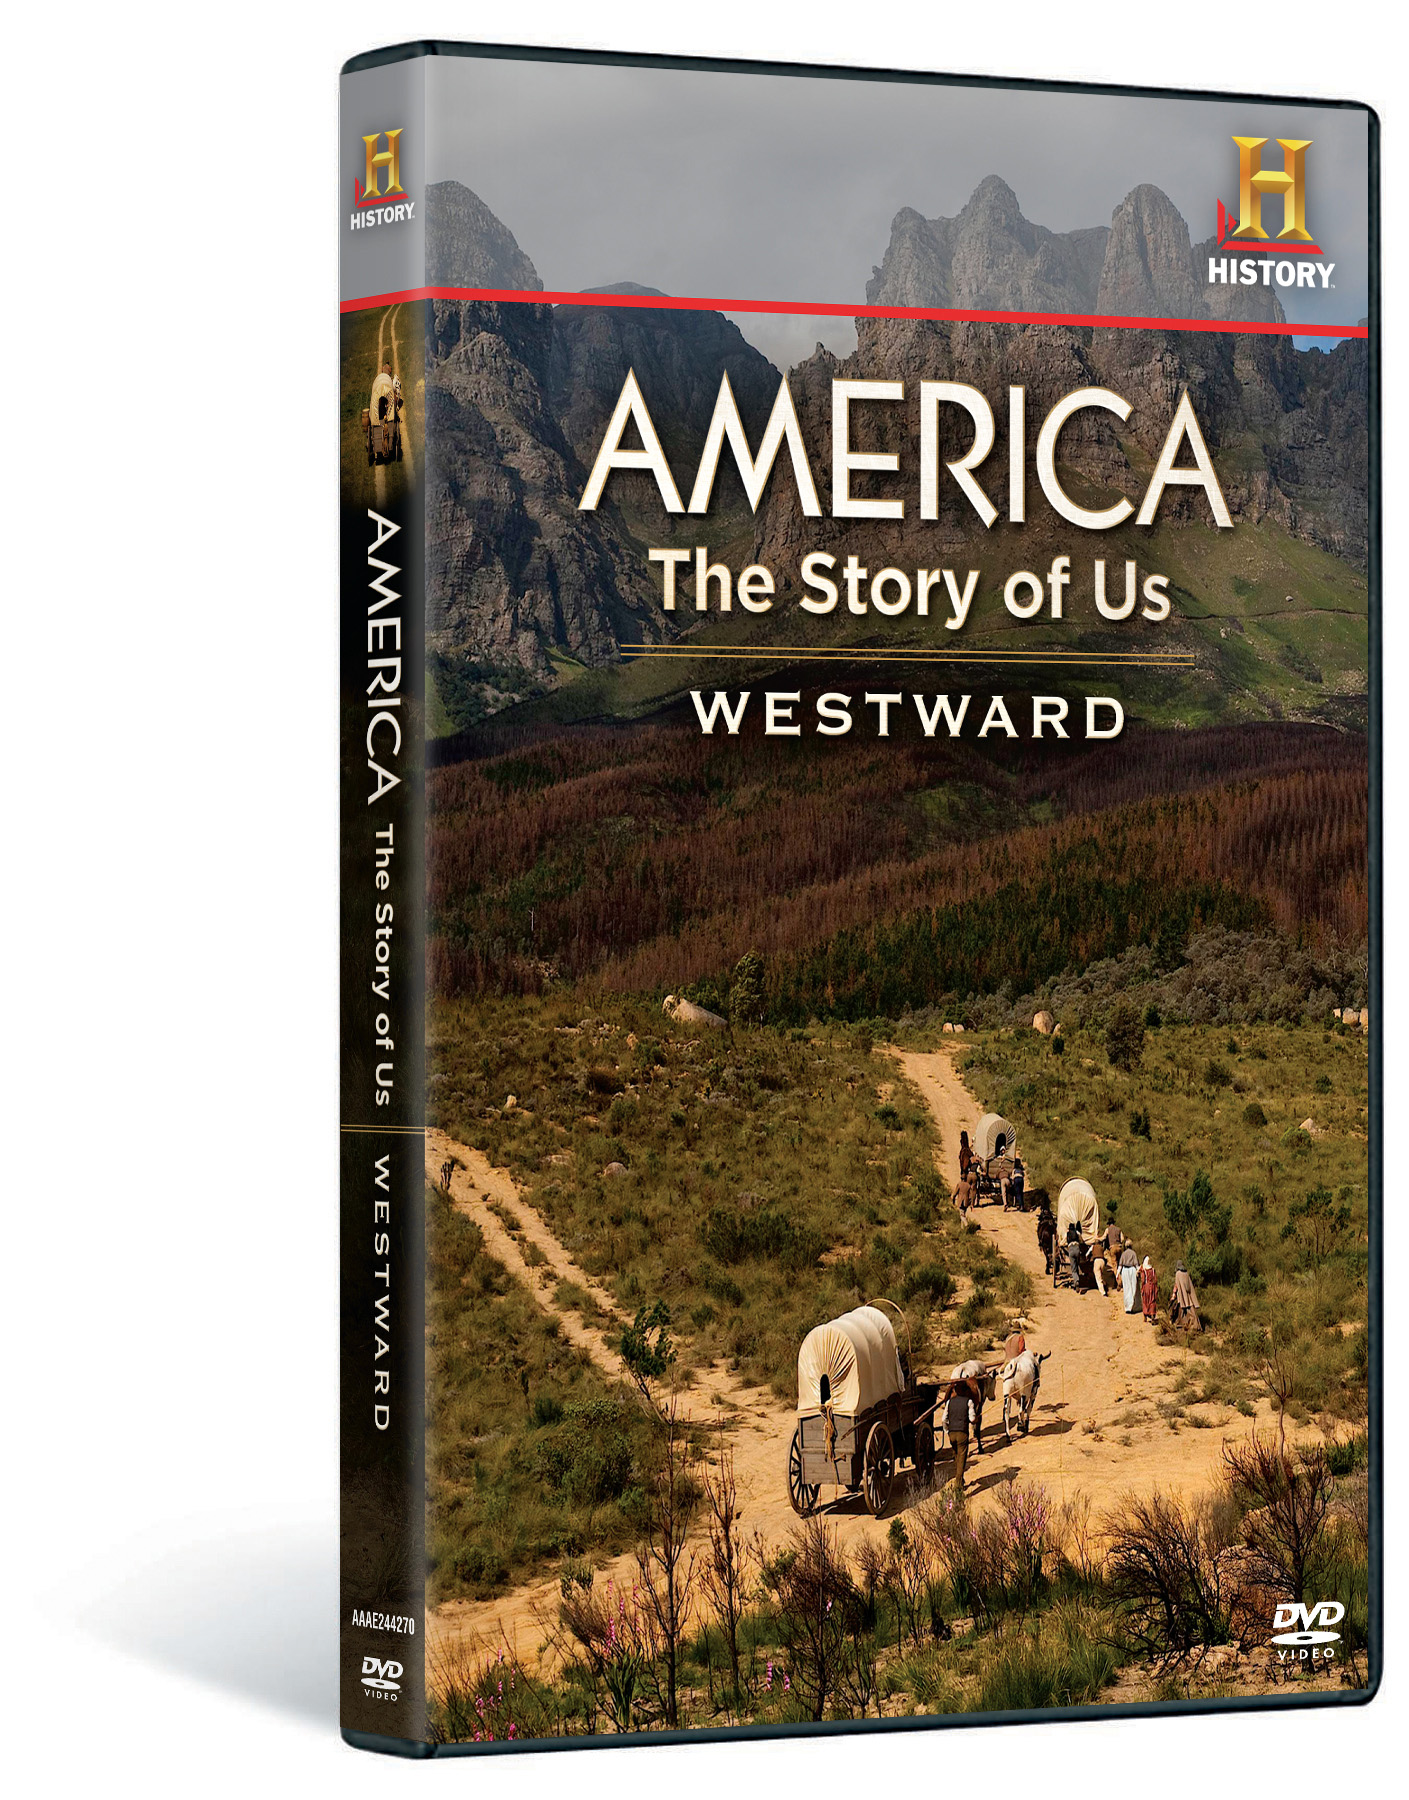 H
HISTORY
AMERICA The Story of Us WESTWARD
AAAE244270
DVD
VIDEO
H
HISTORY
AMERICA
The Story of Us
WESTWARD
DVD
VIDEO